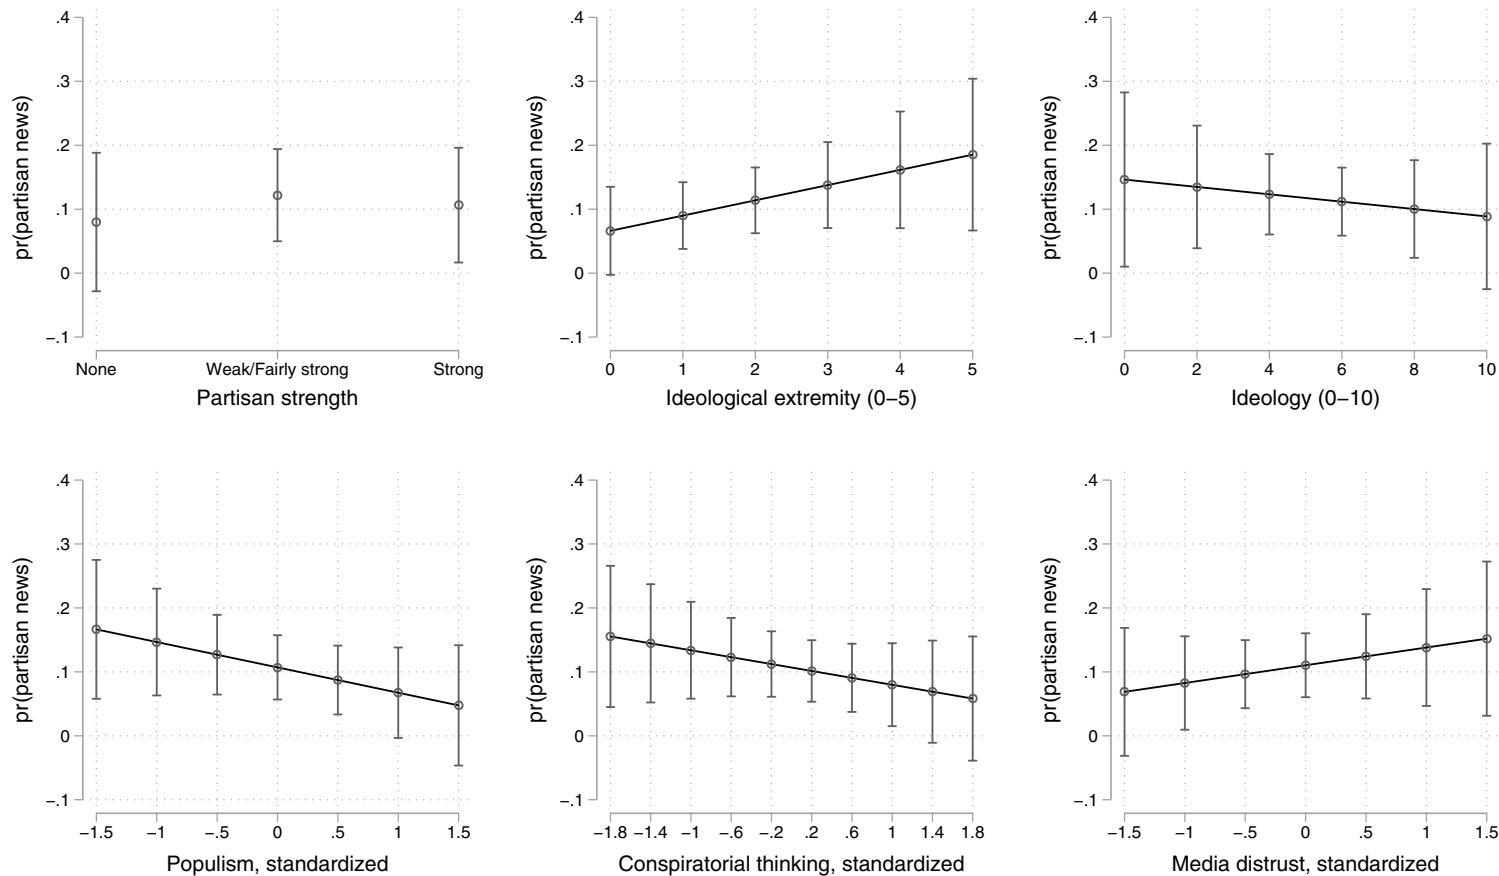 .4
.3
.2
.1
0
−.1
pr(partisan news)
None Weak/Fairly strong Strong
Partisan strength
.4
.3
.2
.1
0
−.1
pr(partisan news)
0 1 2 3 4 5
Ideological extremity (0−5)
.4
.3
.2
.1
0
−.1
pr(partisan news)
0 2 4 6 8 10
Ideology (0−10)
.4
.3
.2
.1
0
−.1
pr(partisan news)
−1.5 −1 −.5 0 .5 1 1.5
Populism, standardized
.4
.3
.2
.1
0
−.1
pr(partisan news)
−1.8 −1.4 −1 −.6 −.2 .2 .6 1 1.4 1.8
Conspiratorial thinking, standardized
.4
.3
.2
.1
0
−.1
pr(partisan news)
−1.5 −1 −.5 0 .5 1 1.5
Media distrust, standardized